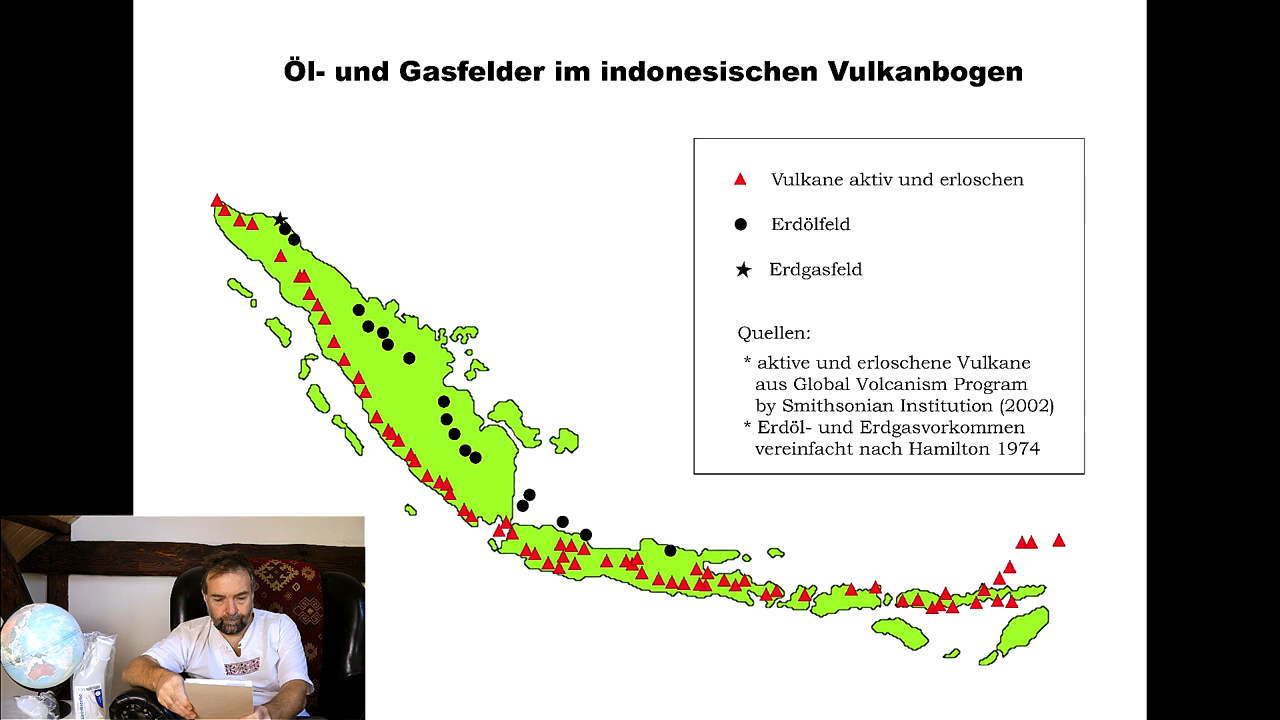 Öl- und Gasfelder im indonesischen Vulkanbogen
Vulkane aktiv und erloschen
Erdölfeld
Erdgasfeld
Quellen:
* aktive und erloschene Vulkane
aus Global Volcanism Program
by Smithsonian Institution (2002)
* Erdöl- und Erdgasvorkommen
vereinfacht nach Hamilton 1974